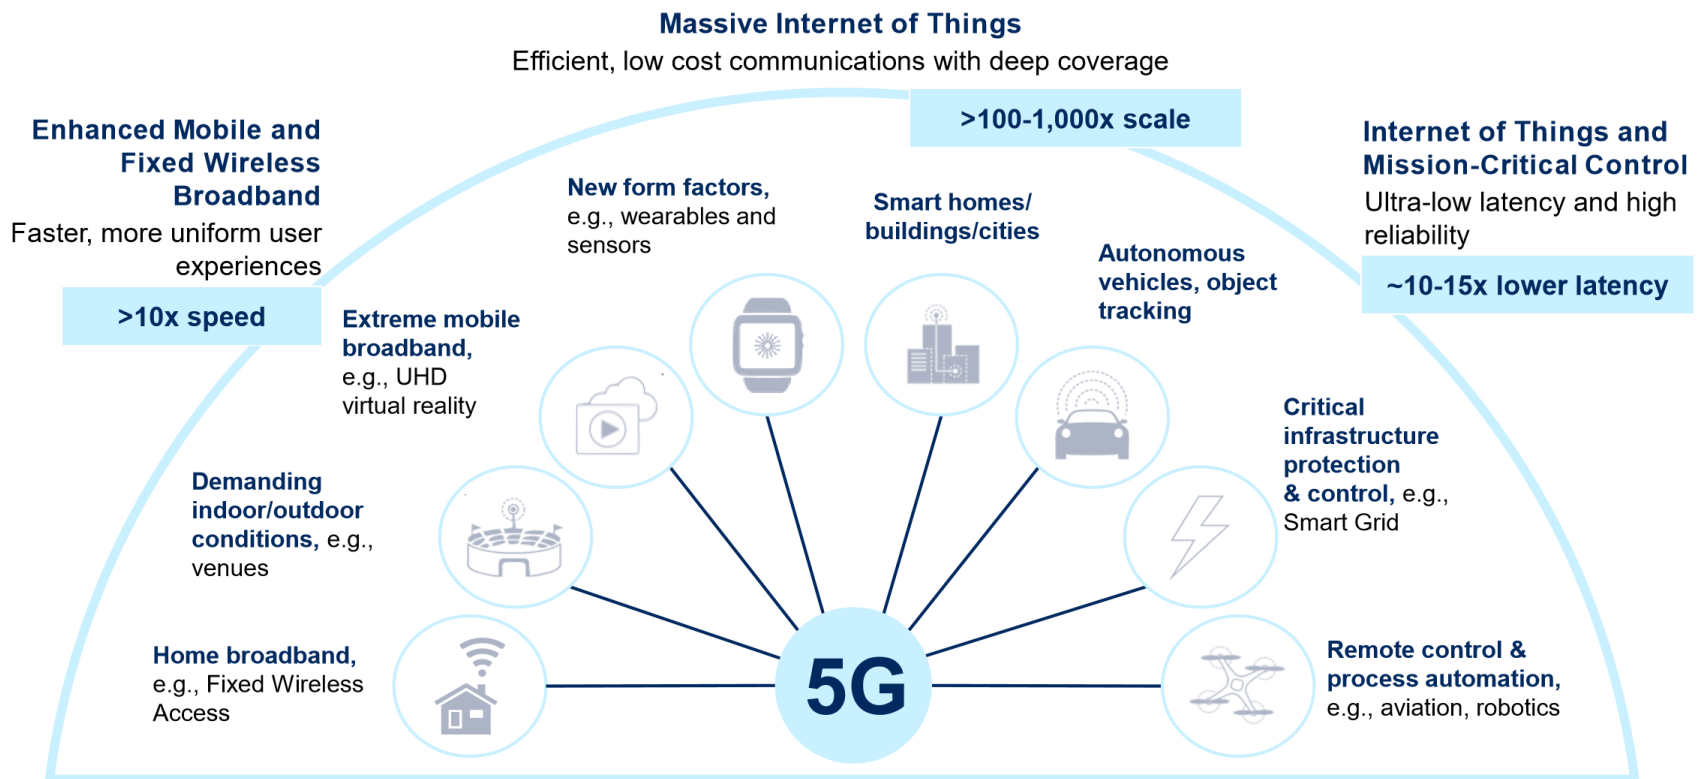 Massive Internet of Things
Efficient, low cost communications with deep coverage
>100-1,000x scale
Enhanced Mobile and
Fixed Wireless
Broadband
Faster, more uniform user
experiences
>10x speed
Internet of Things and
Mission-Critical Control
Ultra-low latency and high
reliability
~10-15x lower latency
Home broadband,
e.g., Fixed Wireless
Access
Demanding
indoor/outdoor
conditions, e.g.,
venues
Extreme mobile
broadband,
e.g., UHD
virtual reality
New form factors,
e.g., wearables and
sensors
Smart homes/
buildings/cities
Autonomous
vehicles, object
tracking
Critical
infrastructure
protection
& control, e.g.,
Smart Grid
Remote control &
process automation,
e.g., aviation, robotics
5G